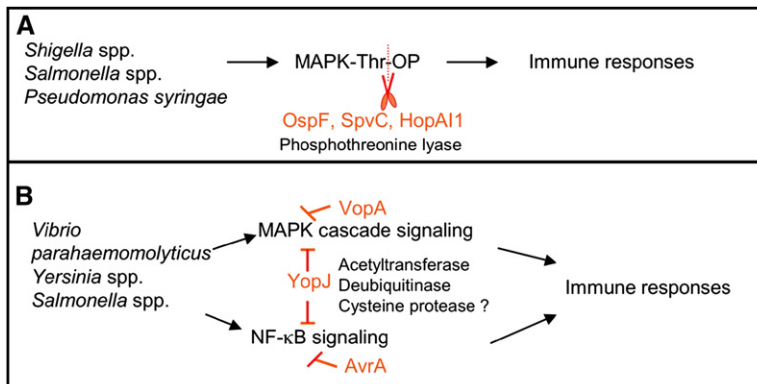 A
Shigella spp.
Salmonella spp.
Pseudomonas syringae
MAPK-Thr-OP
Immune responses
OspF, SpvC, HopAI1
Phosphothreonine lyase
B
Vibrio
parahaemomolyticus
Yersinia spp.
Salmonella spp.
VopA
MAPK cascade signaling
YopJ
Acetyltransferase
Deubiquitinase
Cysteine protease ?
NF-κB signaling
AvrA
Immune responses